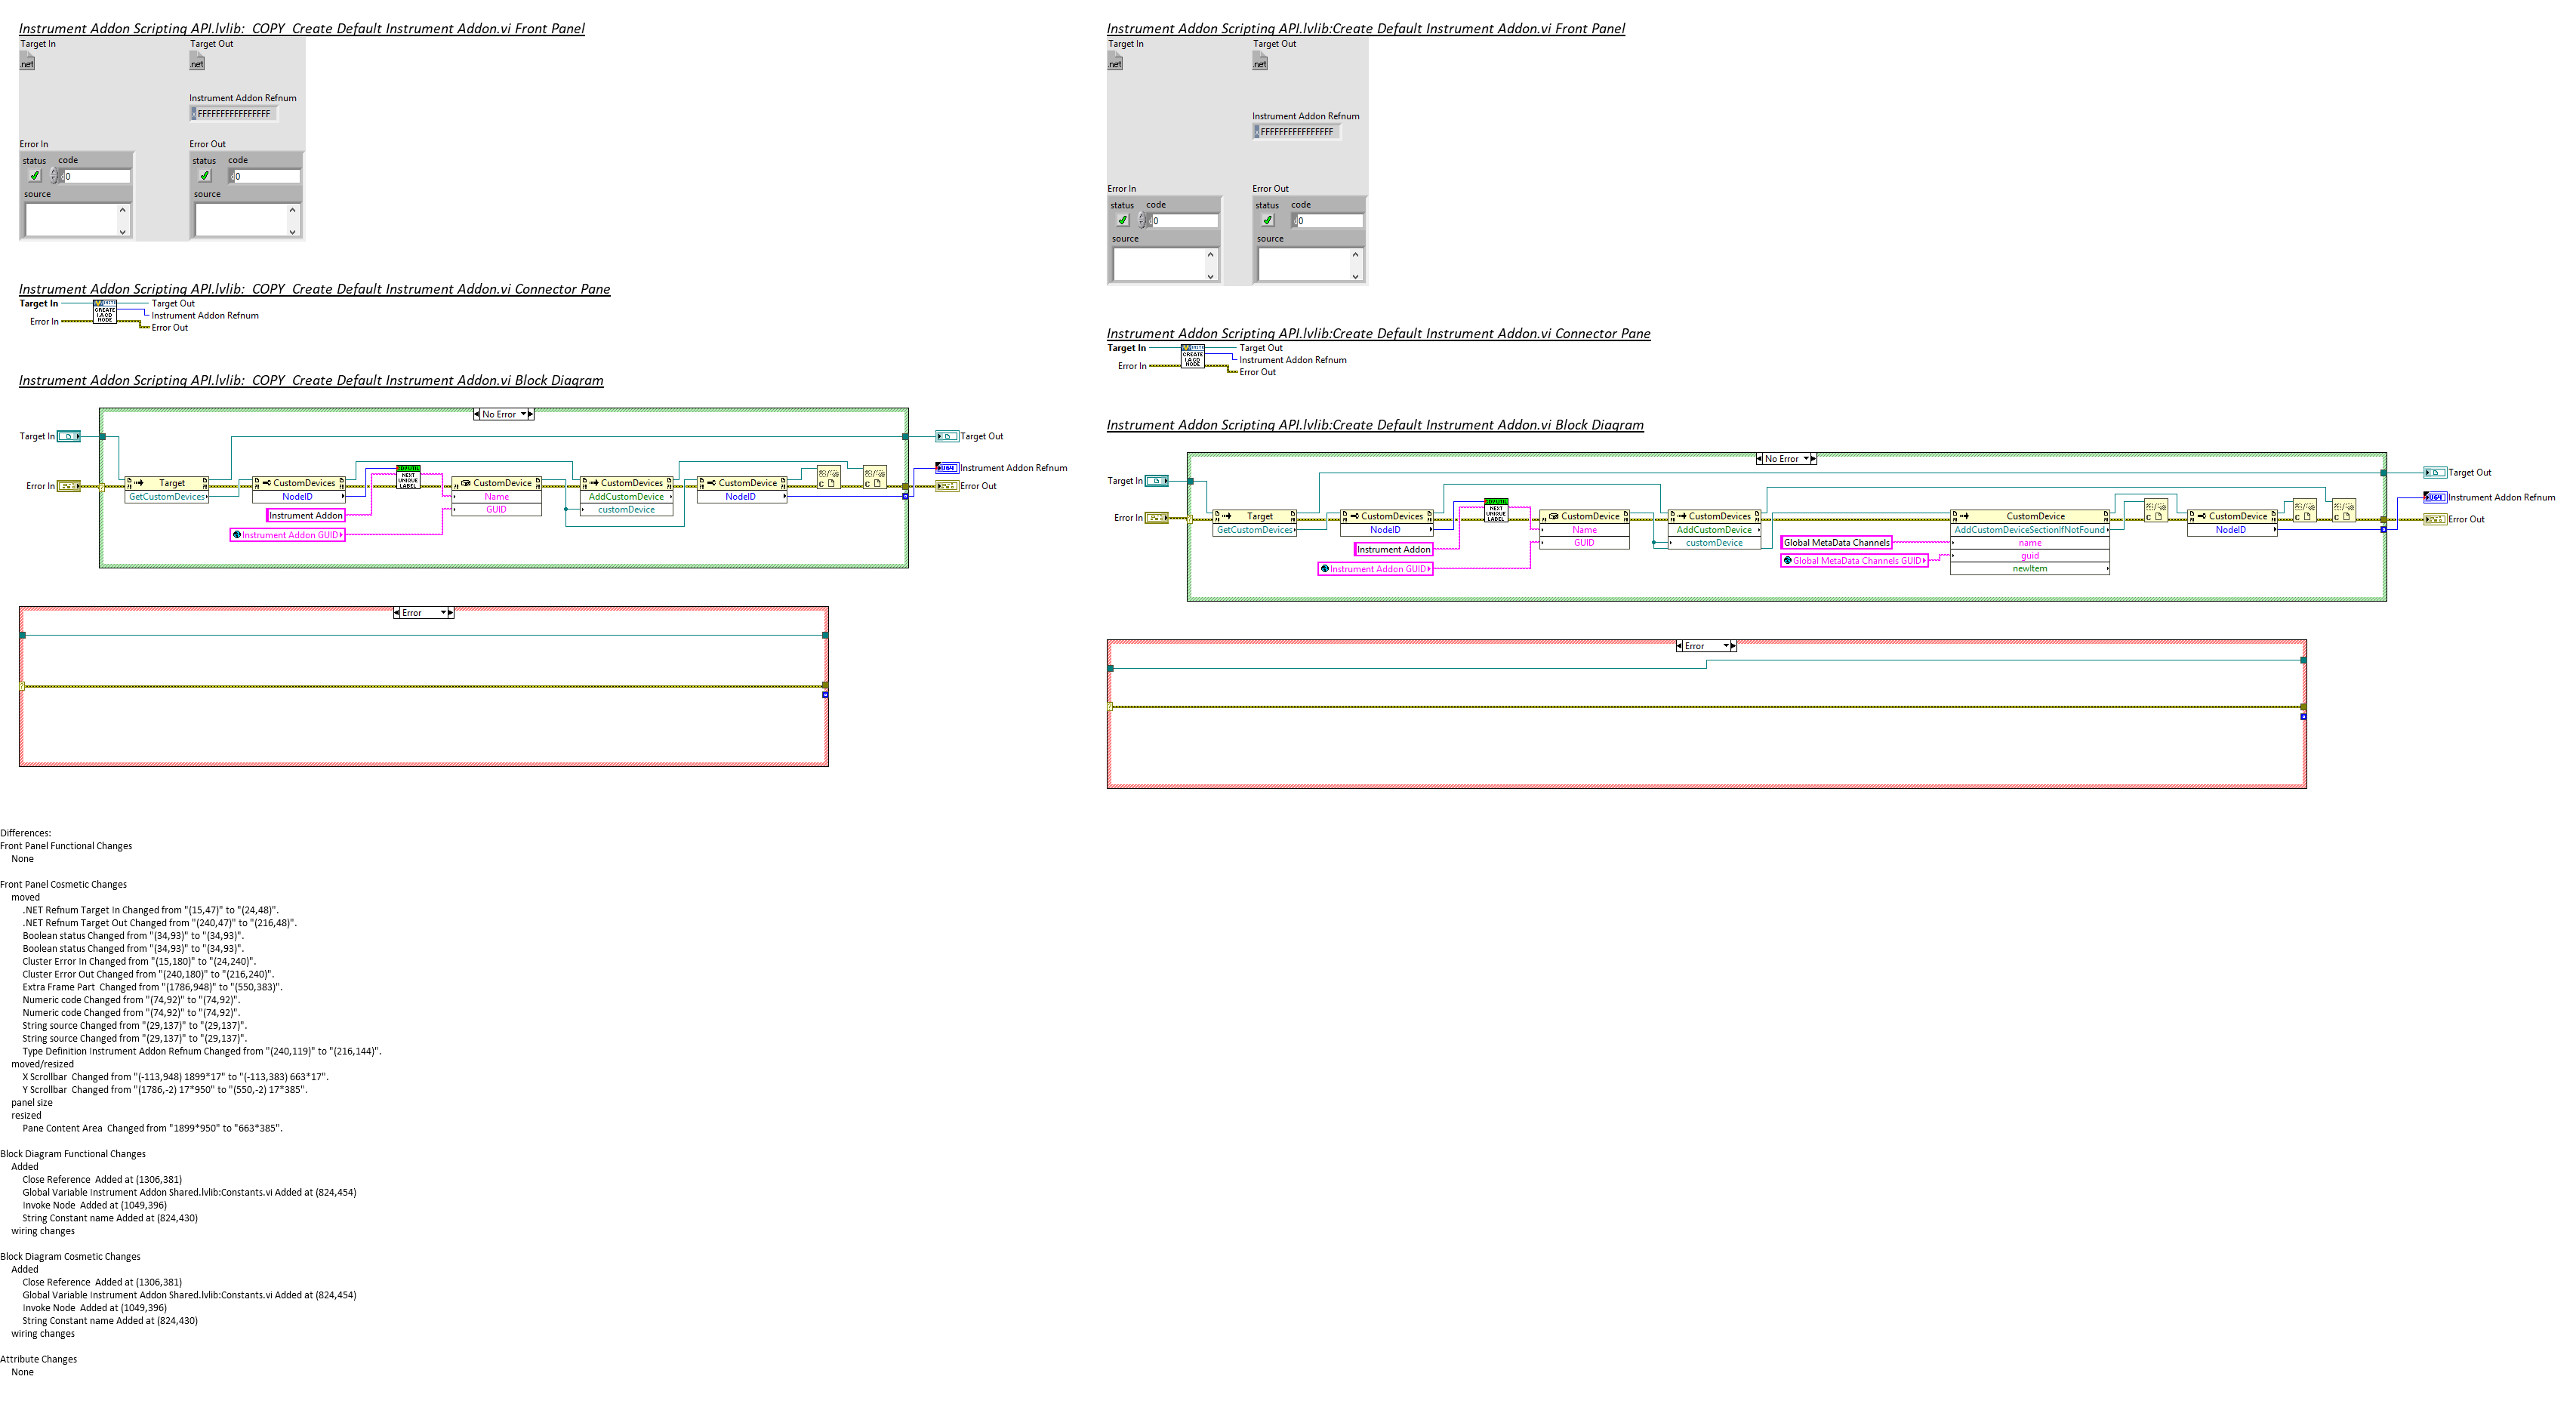 Instrument Addon Scripting API.lvlib:  COPY  Create Default Instrument Addon.vi Front Panel
Target In
Target Out
.net
.net
Instrument Addon Refnum
x FFFFFFFFFFFFFFFF
Error In
Error Out
status code
status code
0
0
source
source
Instrument Addon Scripting API.lvlib:  COPY  Create Default Instrument Addon.vi Connector Pane
Target In
Target Out
CREATE
Instrument Addon Refnum
NODE
Error In
Error Out
Instrument Addon Scripting API.lvlib:  COPY  Create Default Instrument Addon.vi Block Diagram
No Error
Target In
Target Out
Instrument Addon Refnum
U64
Error In
Error Out
Target
GetCustomDevices
CustomDevices
NodeID
NEXT
UNIQUE
LABEL
CustomDevice
Name
GUID
CustomDevices
AddCustomDevice
customDevice
CustomDevice
NodeID
Instrument Addon
Instrument Addon GUID
Error
Instrument Addon Scripting API.lvlib:Create Default Instrument Addon.vi Front Panel
Target In
Target Out
.net
.net
Instrument Addon Refnum
x FFFFFFFFFFFFFFFF
Error In
Error Out
status code
status code
0
0
source
source
Instrument Addon Scripting API.lvlib:Create Default Instrument Addon.vi Connector Pane
Target In
Target Out
CREATE
Instrument Addon Refnum
NODE
Error In
Error Out
Instrument Addon Scripting API.lvlib:Create Default Instrument Addon.vi Block Diagram
No Error
Target In
Target Out
Instrument Addon Refnum
U64
Error In
Error Out
Target
GetCustomDevices
CustomDevices
NodeID
NEXT
UNIQUE
LABEL
CustomDevice
Name
GUID
CustomDevices
AddCustomDevice
customDevice
CustomDevice
AddCustomDeviceSectionIfNotFound
name
guid
newItem
CustomDevice
NodeID
Instrument Addon
Instrument Addon GUID
Global MetaData Channels
Global MetaData Channels GUID
Error
Differences:
Front Panel Functional Changes
None
Front Panel Cosmetic Changes
moved
.NET Refnum Target In Changed from "(15,47)" to "(24,48)".
.NET Refnum Target Out Changed from "(240,47)" to "(216,48)".
Boolean status Changed from "(34,93)" to "(34,93)".
Boolean status Changed from "(34,93)" to "(34,93)".
Cluster Error In Changed from "(15,180)" to "(24,240)".
Cluster Error Out Changed from "(240,180)" to "(216,240)".
Extra Frame Part  Changed from "(1786,948)" to "(550,383)".
Numeric code Changed from "(74,92)" to "(74,92)".
Numeric code Changed from "(74,92)" to "(74,92)".
String source Changed from "(29,137)" to "(29,137)".
String source Changed from "(29,137)" to "(29,137)".
Type Definition Instrument Addon Refnum Changed from "(240,119)" to "(216,144)".
moved/resized
X Scrollbar  Changed from "(-113,948) 1899*17" to "(-113,383) 663*17".
Y Scrollbar  Changed from "(1786,-2) 17*950" to "(550,-2) 17*385".
panel size
resized
Pane Content Area  Changed from "1899*950" to "663*385".
Block Diagram Functional Changes
Added
Close Reference  Added at (1306,381)
Global Variable Instrument Addon Shared.lvlib:Constants.vi Added at (824,454)
Invoke Node  Added at (1049,396)
String Constant name Added at (824,430)
wiring changes
Block Diagram Cosmetic Changes
Added
Close Reference  Added at (1306,381)
Global Variable Instrument Addon Shared.lvlib:Constants.vi Added at (824,454)
Invoke Node  Added at (1049,396)
String Constant name Added at (824,430)
wiring changes
Attribute Changes
None